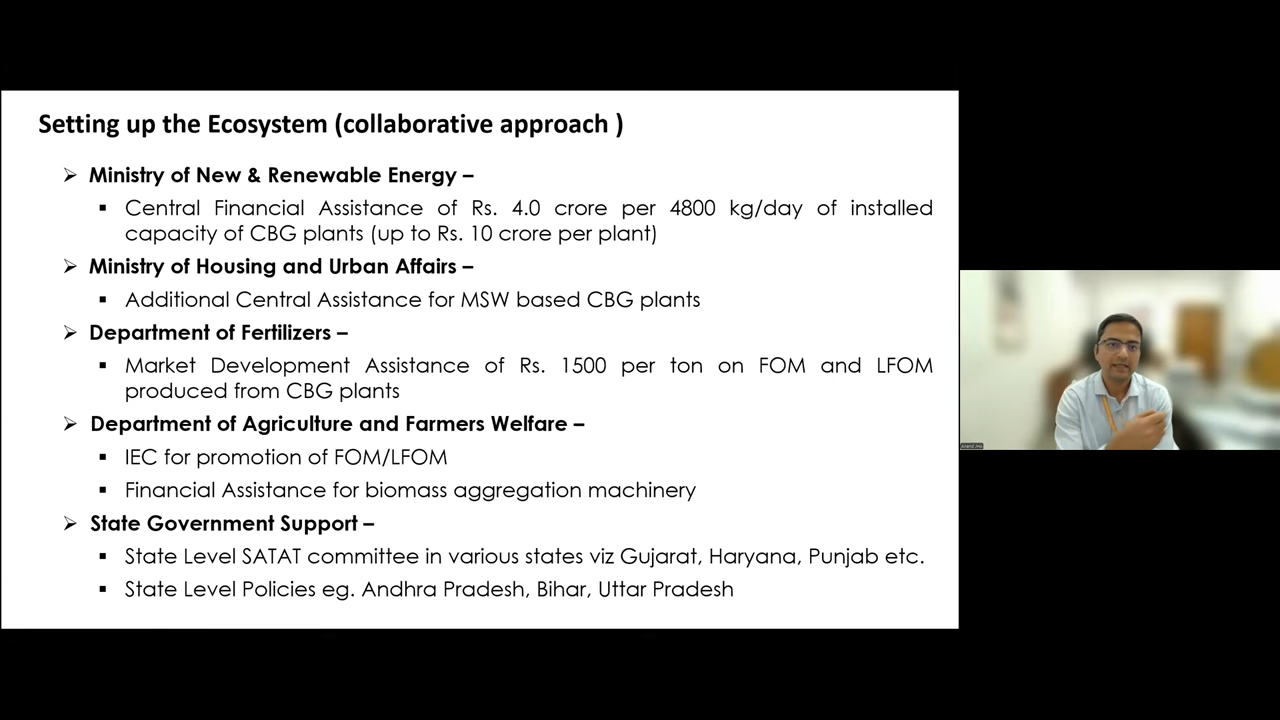 Setting up the Ecosystem (collaborative approach )
➢ Ministry of New & Renewable Energy –
▪ Central Financial Assistance of Rs. 4.0 crore per 4800 kg/day of installed
capacity of CBG plants (up to Rs. 10 crore per plant)
➢ Ministry of Housing and Urban Affairs –
▪ Additional Central Assistance for MSW based CBG plants
➢ Department of Fertilizers –
▪ Market Development Assistance of Rs. 1500 per ton on FOM and LFOM
produced from CBG plants
➢ Department of Agriculture and Farmers Welfare –
▪ IEC for promotion of FOM/LFOM
▪ Financial Assistance for biomass aggregation machinery
➢ State Government Support –
▪ State Level SATAT committee in various states viz Gujarat, Haryana, Punjab etc.
▪ State Level Policies eg. Andhra Pradesh, Bihar, Uttar Pradesh